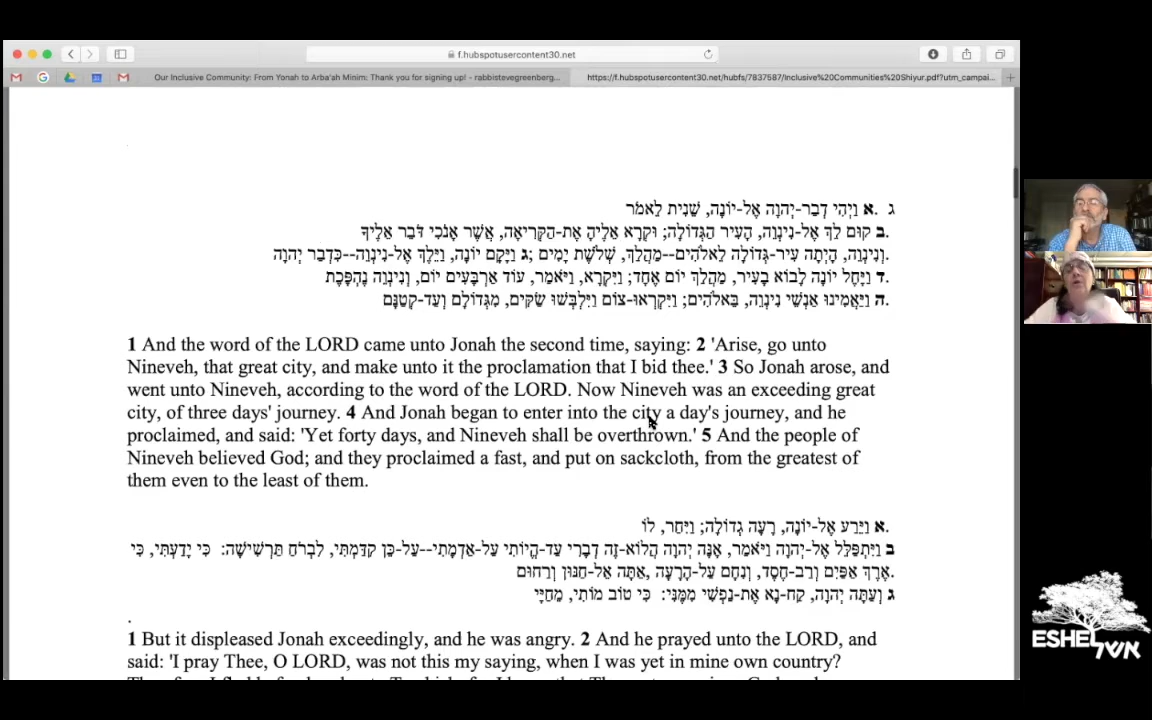 f.hubspotusercontent30.net
Our Inclusive Community: From Yonah to Arba'ah Minim: Thank you for signing up! - rabbistevegreenberg...
https://f.hubspotusercontent30.net/hubfs/7837587/Inclusive%20Communities%20Shiyur.pdf?utm_campai...
ג .א וַיְהִי דְבַר-יְהוָה אֶל-יוֹנָה, שֵׁנִית לֵאמֹר
.ב קוּם לֵךְ אֶל-נִינְוֵה, הָעִיר הַגְּדוֹלָה; וּקְרָא אֵלֶיהָ אֶת-הַקְּרִיאָה, אֲשֶׁר אָנֹכִי דֹּבֵר אֵלֶיךָ
.וְנִינְוֵה, הָיְתָה עִיר-גְּדוֹלָה לֵאלֹהִים--מַהֲלַךְ, שְׁלֹשֶׁת יָמִים ;ג וַיָּקָם יוֹנָה, וַיֵּלֶךְ אֶל-נִינְוֵה--כִּדְבַר יְהוָה
.ד וַיָּחֶל יוֹנָה לָבוֹא בָעִיר, מַהֲלַךְ יוֹם אֶחָד; וַיִּקְרָא, וַיֹּאמַר, עוֹד אַרְבָּעִים יוֹם, וְנִינְוֵה נֶהְפָּכֶת
.ה וַיַּאֲמִינוּ אַנְשֵׁי נִינְוֵה, בֵּאלֹהִים; וַיִּקְרְאוּ-צוֹם וַיִּלְבְּשׁוּ שַׂקִּים, מִגְּדוֹלָם וְעַד-קְטַנָּם
1 And the word of the LORD came unto Jonah the second time, saying: 2 'Arise, go unto
Nineveh, that great city, and make unto it the proclamation that I bid thee.' 3 So Jonah arose, and
went unto Nineveh, according to the word of the LORD. Now Nineveh was an exceeding great
city, of three days' journey. 4 And Jonah began to enter into the city a day's journey, and he
proclaimed, and said: 'Yet forty days, and Nineveh shall be overthrown.' 5 And the people of
Nineveh believed God; and they proclaimed a fast, and put on sackcloth, from the greatest of
them even to the least of them.
.א וַיֵּרַע אֶל-יוֹנָה, רָעָה גְדוֹלָה; וַיִּחַר, לוֹ
ב וַיִּתְפַּלֵּל אֶל-יְהוָה וַיֹּאמַר, אָנָּה יְהוָה הֲלוֹא-זֶה דְבָרִי עַד-הֱיוֹתִי עַל-אַדְמָתִי--עַל-כֵּן קִדַּמְתִּי, לִבְרֹחַ תַּרְשִׁישָׁה: כִּי יָדַעְתִּי, כִּי
.אֶרֶךְ אַפַּיִם וְרַב-חֶסֶד, וְנִחָם עַל-הָרָעָה ,אַתָּה אֵל-חַנּוּן וְרַחוּם
ג וְעַתָּה יְהוָה, קַח-נָא אֶת-נַפְשִׁי מִמֶּנִּי: כִּי טוֹב מוֹתִי, מֵחַיָּי
.
1 But it displeased Jonah exceedingly, and he was angry. 2 And he prayed unto the LORD, and
said: 'I pray Thee, O LORD, was not this my saying, when I was yet in mine own country?
ESHEL אשל